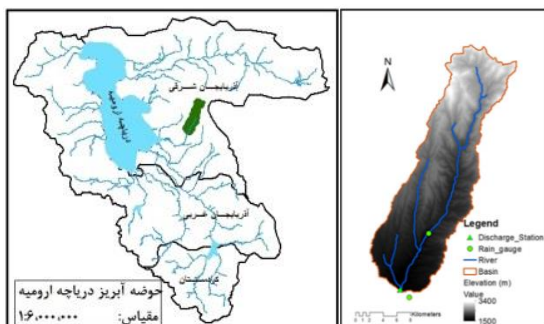 آذربایجان شرقی
دریاچه ارومیه
آذربایجان غربی
کردستان
حوضه آبریز دریاچه ارومیه
مقیاس: ۱:۶,۰۰۰,۰۰۰
N
Legend
Discharge_Station
Rain_gauge
River
Basin
Elevation (m)
Value
3400
1500
Kilometers